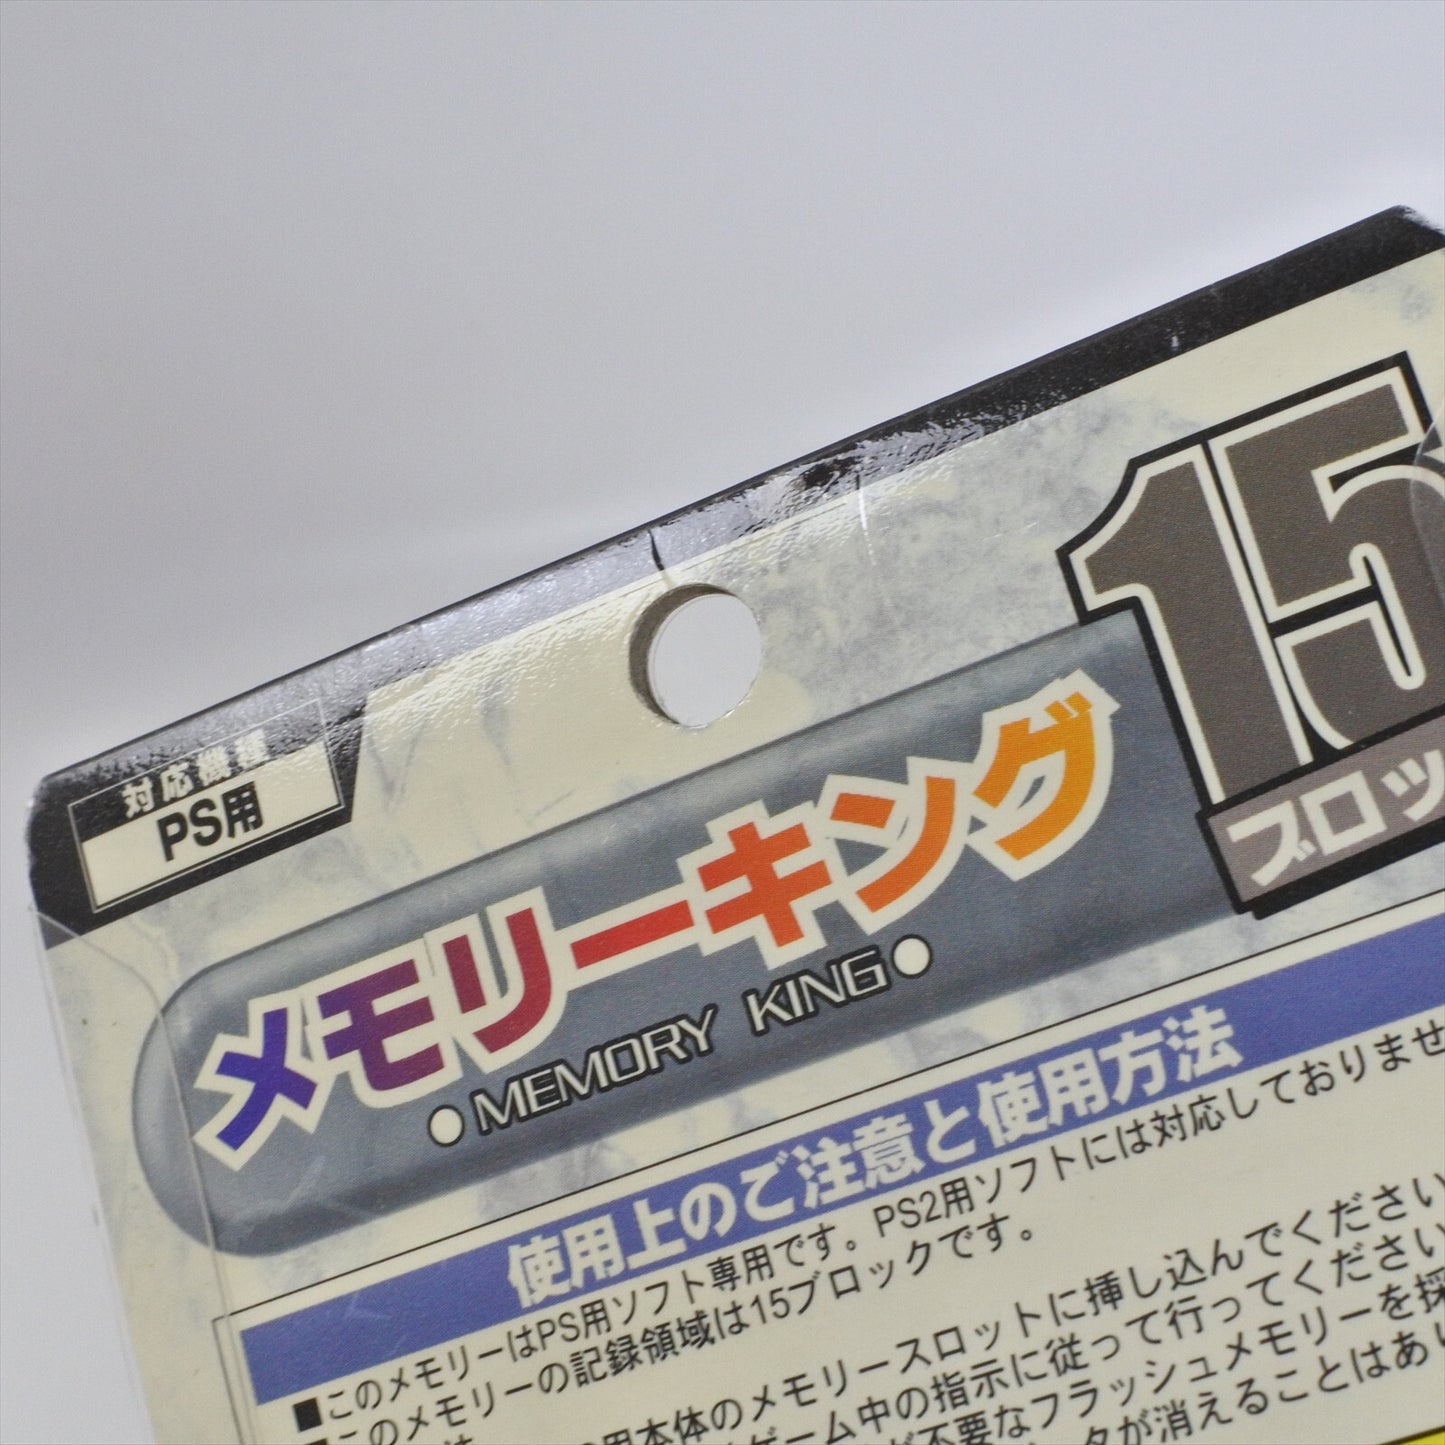 対応機種
PS用
15
ブロッ
メモリーキング
●MEMORY KING●
使用上のご注意と使用方法
■このメモリーはPS用ソフト専用です。PS2用ソフトには対応しておりませ
■このメモリーの記録領域は15ブロックです。
用本体のメモリースロットに挿し込んでください
ゲーム中の指示に従って行ってください
不要なフラッシュメモリーを採
タが消えることはあり